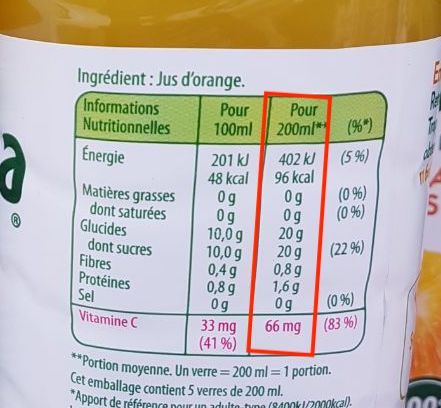 Ingrédient : Jus d'orange.
Informations Nutritionnelles Pour 100ml Pour 200ml** (%*)
Énergie 201 kJ 402 kJ (5 %)
48 kcal 96 kcal
Matières grasses 0 g 0 g (0 %)
dont saturées 0 g 0 g (0 %)
Glucides 10,0 g 20 g
dont sucres 10,0 g 20 g (22 %)
Fibres 0,4 g 0,8 g
Protéines 0,8 g 1,6 g
Sel 0 g 0 g (0 %)
Vitamine C 33 mg 66 mg (83 %)
(41 %)
**Portion moyenne. Un verre = 200 ml = 1 portion.
Cet emballage contient 5 verres de 200 ml.
*Apport de référence pour un adulte-type (8400kJ/2000kcal).
a
®